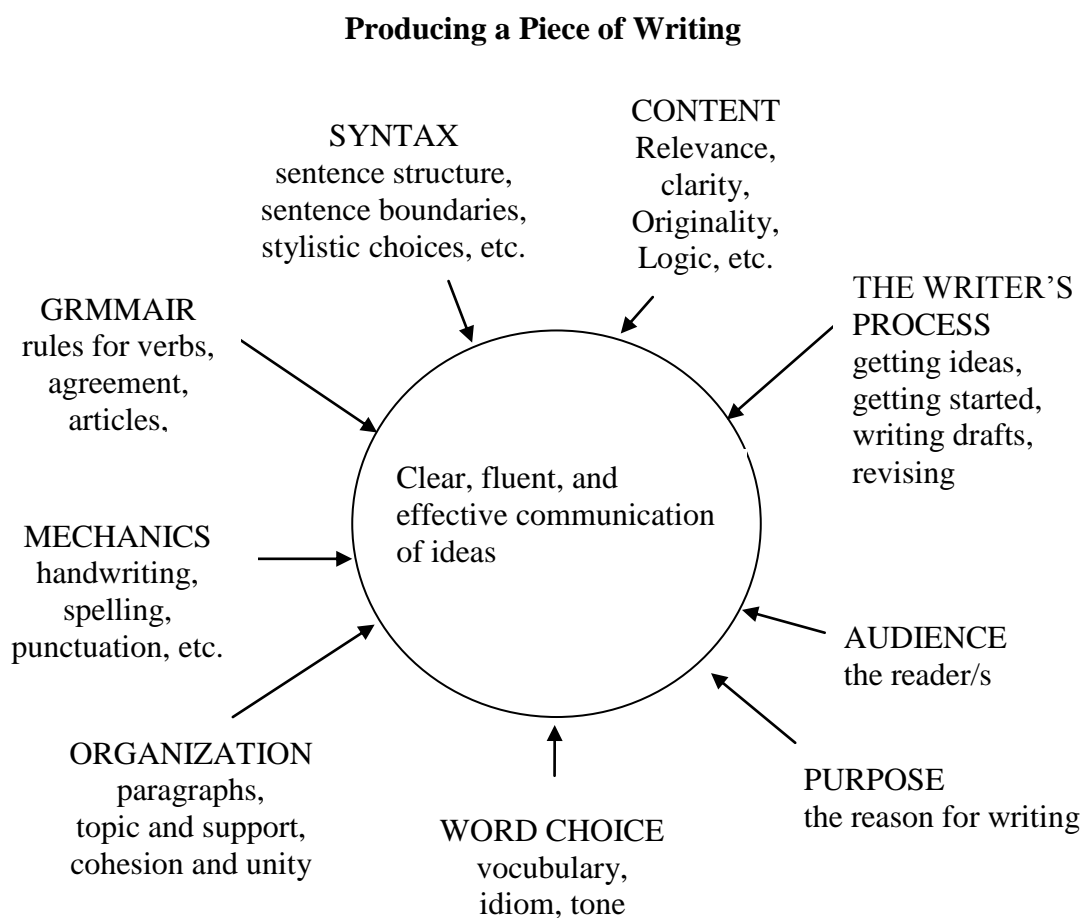 Producing a Piece of Writing
SYNTAX
sentence structure,
sentence boundaries,
stylistic choices, etc.
CONTENT
Relevance,
clarity,
Originality,
Logic, etc.
THE WRITER'S
PROCESS
getting ideas,
getting started,
writing drafts,
revising
GRMMAIR
rules for verbs,
agreement,
articles,
Clear, fluent, and
effective communication
of ideas
MECHANICS
handwriting,
spelling,
punctuation, etc.
AUDIENCE
the reader/s
ORGANIZATION
paragraphs,
topic and support,
cohesion and unity
WORD CHOICE
vocubulary,
idiom, tone
PURPOSE
the reason for writing